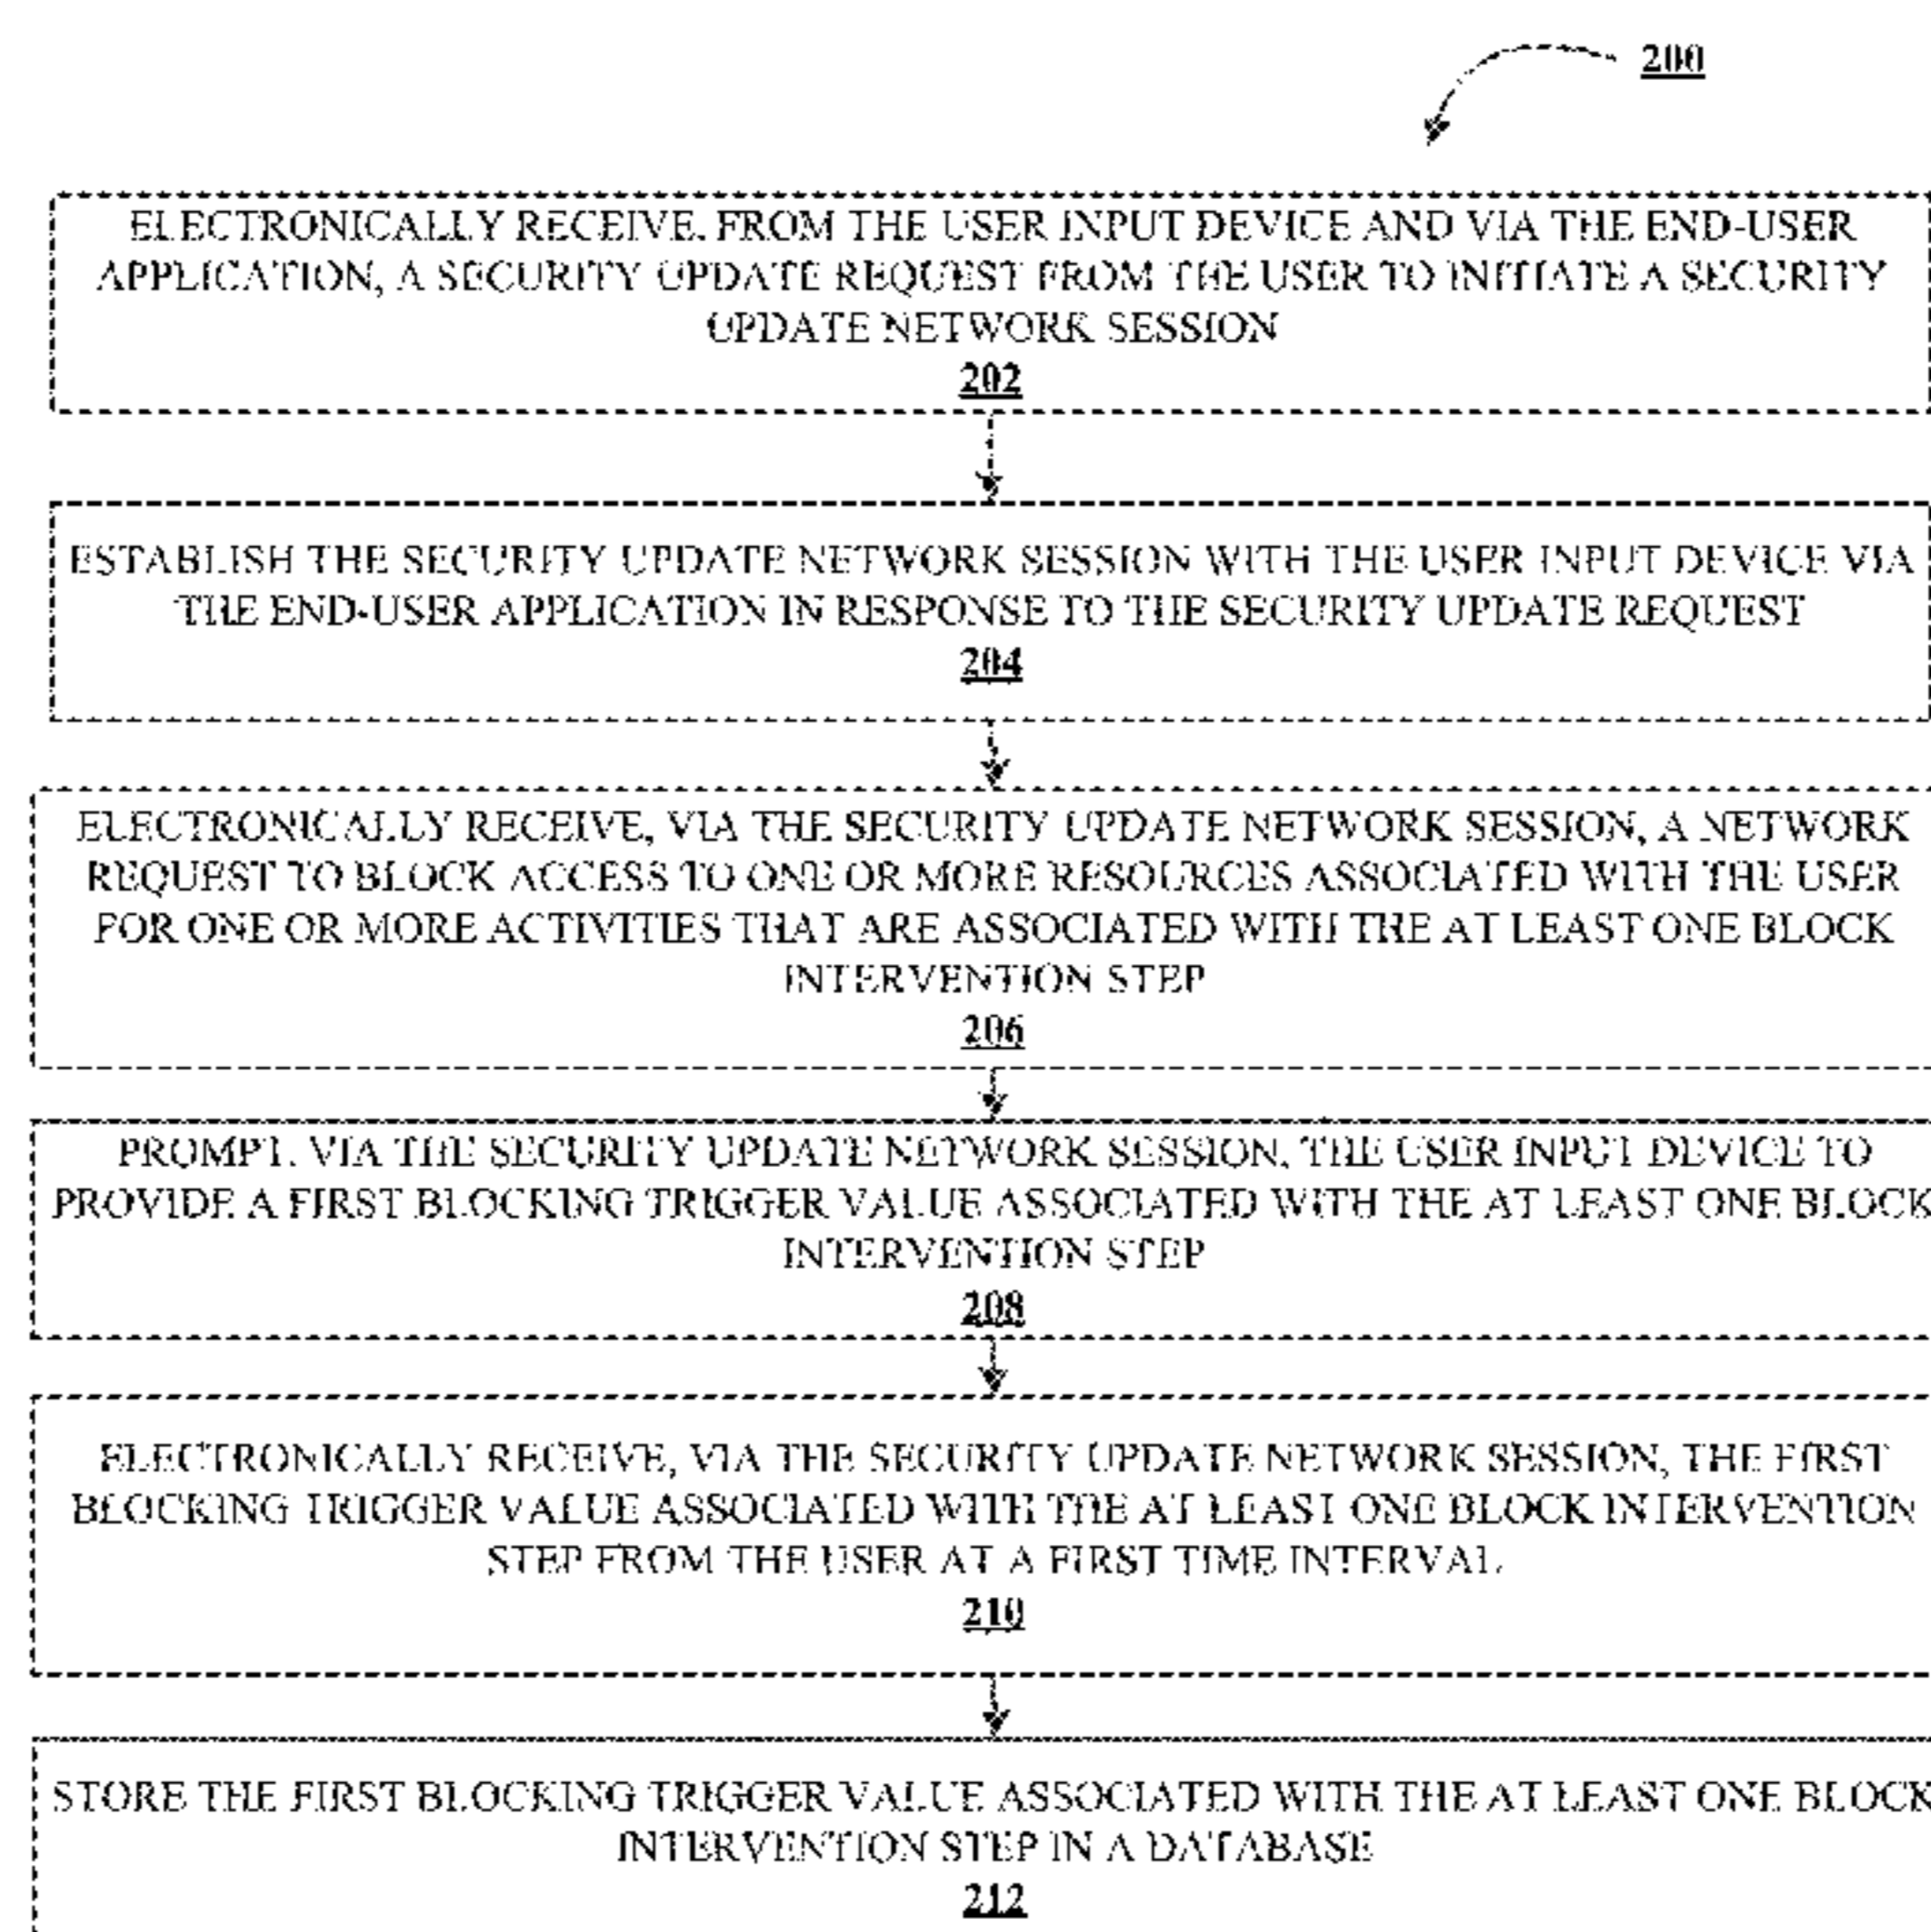 200
ELECTRONICALLY RECEIVE, FROM THE USER INPUT DEVICE AND VIA THE END-USER
APPLICATION, A SECURITY UPDATE REQUEST FROM THE USER TO INITIATE A SECURITY
UPDATE NETWORK SESSION
202
ESTABLISH THE SECURITY UPDATE NETWORK SESSION WITH THE USER INPUT DEVICE VIA
THE END-USER APPLICATION IN RESPONSE TO THE SECURITY UPDATE REQUEST
204
ELECTRONICALLY RECEIVE, VIA THE SECURITY UPDATE NETWORK SESSION, A NETWORK
REQUEST TO BLOCK ACCESS TO ONE OR MORE RESOURCES ASSOCIATED WITH THE USER
FOR ONE OR MORE ACTIVITIES THAT ARE ASSOCIATED WITH THE AT LEAST ONE BLOCK
INTERVENTION STEP
206
PROMPT, VIA THE SECURITY UPDATE NETWORK SESSION, THE USER INPUT DEVICE TO
PROVIDE A FIRST BLOCKING TRIGGER VALUE ASSOCIATED WITH THE AT LEAST ONE BLOCK
INTERVENTION STEP
208
ELECTRONICALLY RECEIVE, VIA THE SECURITY UPDATE NETWORK SESSION, THE FIRST
BLOCKING TRIGGER VALUE ASSOCIATED WITH THE AT LEAST ONE BLOCK INTERVENTION
STEP FROM THE USER AT A FIRST TIME INTERVAL
210
STORE THE FIRST BLOCKING TRIGGER VALUE ASSOCIATED WITH THE AT LEAST ONE BLOCK
INTERVENTION STEP IN A DATABASE
212